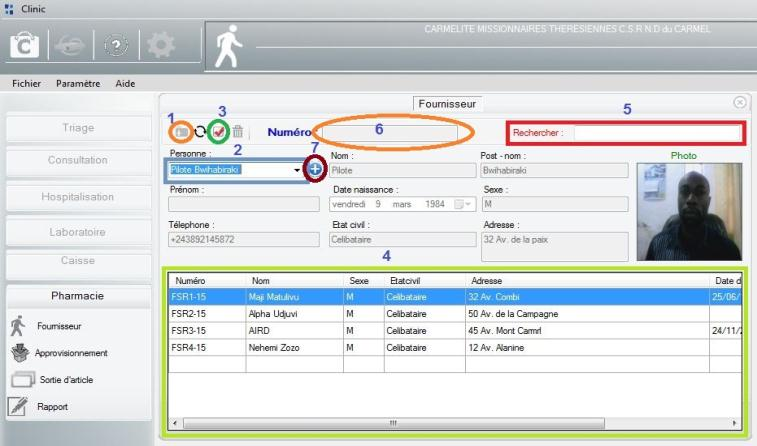 Clinic
CARMELITE MISSIONNAIRES THERESIENNES C.S.R N.D du CARMEL
C
Fichier Paramètre Aide
Fournisseur
1 3 5
Triage
Numéro : 6
Rechercher :
2 7
Personne : Nom : Post - nom : Photo
Consultation
Pilote Bwihabiraki Pilote Bwihabiraki
Prénom : Date naissance : Sexe :
Hospitalisation
vendredi 9 mars 1984 M
Télephone : Etat civil : Adresse :
Laboratoire
+243892145872 Celibataire 32 Av. de la paix
4
Caisse
Numéro Nom Sexe Etatcivil Adresse Date d
Pharmacie
FSR1-15 Maji Matulivu M Celibataire 32 Av. Combi 25/06/
FSR2-15 Alpha Udjuvi M Celibataire 50 Av. de la Campagne
Fournisseur
FSR3-15 AIRD M Celibataire 45 Av. Mont Carmrl 24/11/2
FSR4-15 Nehemi Zozo M Celibataire 12 Av. Alanine
Approvisionnement
Sortie d'article
Rapport